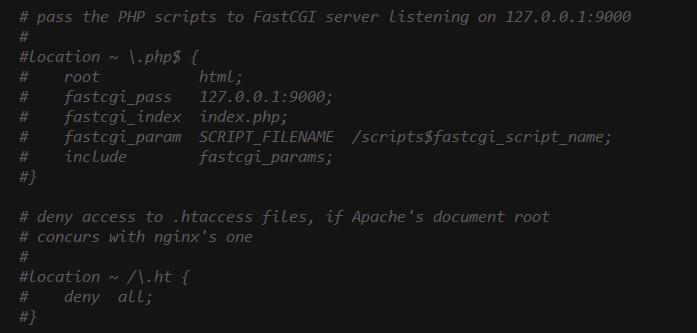 # pass the PHP scripts to FastCGI server listening on 127.0.0.1:9000
#
#location ~ \.php$ {
#    root           html;
#    fastcgi_pass   127.0.0.1:9000;
#    fastcgi_index  index.php;
#    fastcgi_param  SCRIPT_FILENAME  /scripts$fastcgi_script_name;
#    include        fastcgi_params;
#}

# deny access to .htaccess files, if Apache's document root
# concurs with nginx's one
#
#location ~ /\.ht {
#    deny  all;
#}